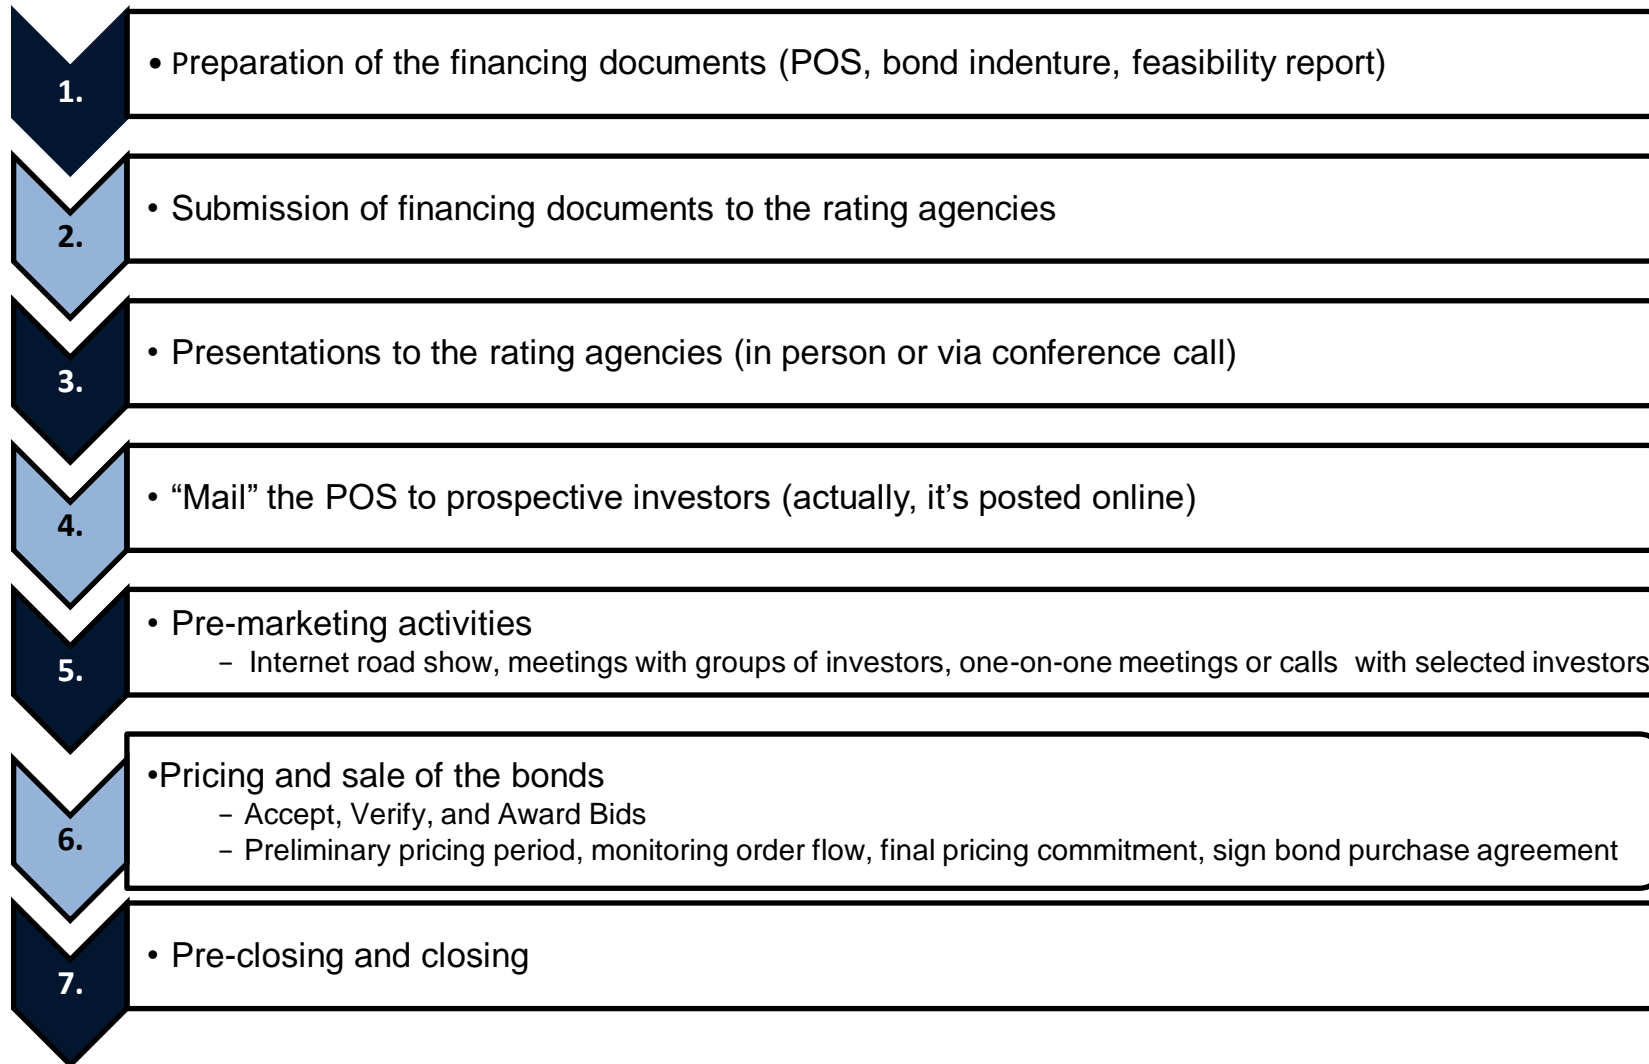 1.
• Preparation of the financing documents (POS, bond indenture, feasibility report)
2.
• Submission of financing documents to the rating agencies
3.
• Presentations to the rating agencies (in person or via conference call)
4.
• “Mail” the POS to prospective investors (actually, it’s posted online)
5.
• Pre-marketing activities
– Internet road show, meetings with groups of investors, one-on-one meetings or calls  with selected investors
6.
•Pricing and sale of the bonds
– Accept, Verify, and Award Bids
– Preliminary pricing period, monitoring order flow, final pricing commitment, sign bond purchase agreement
7.
• Pre-closing and closing